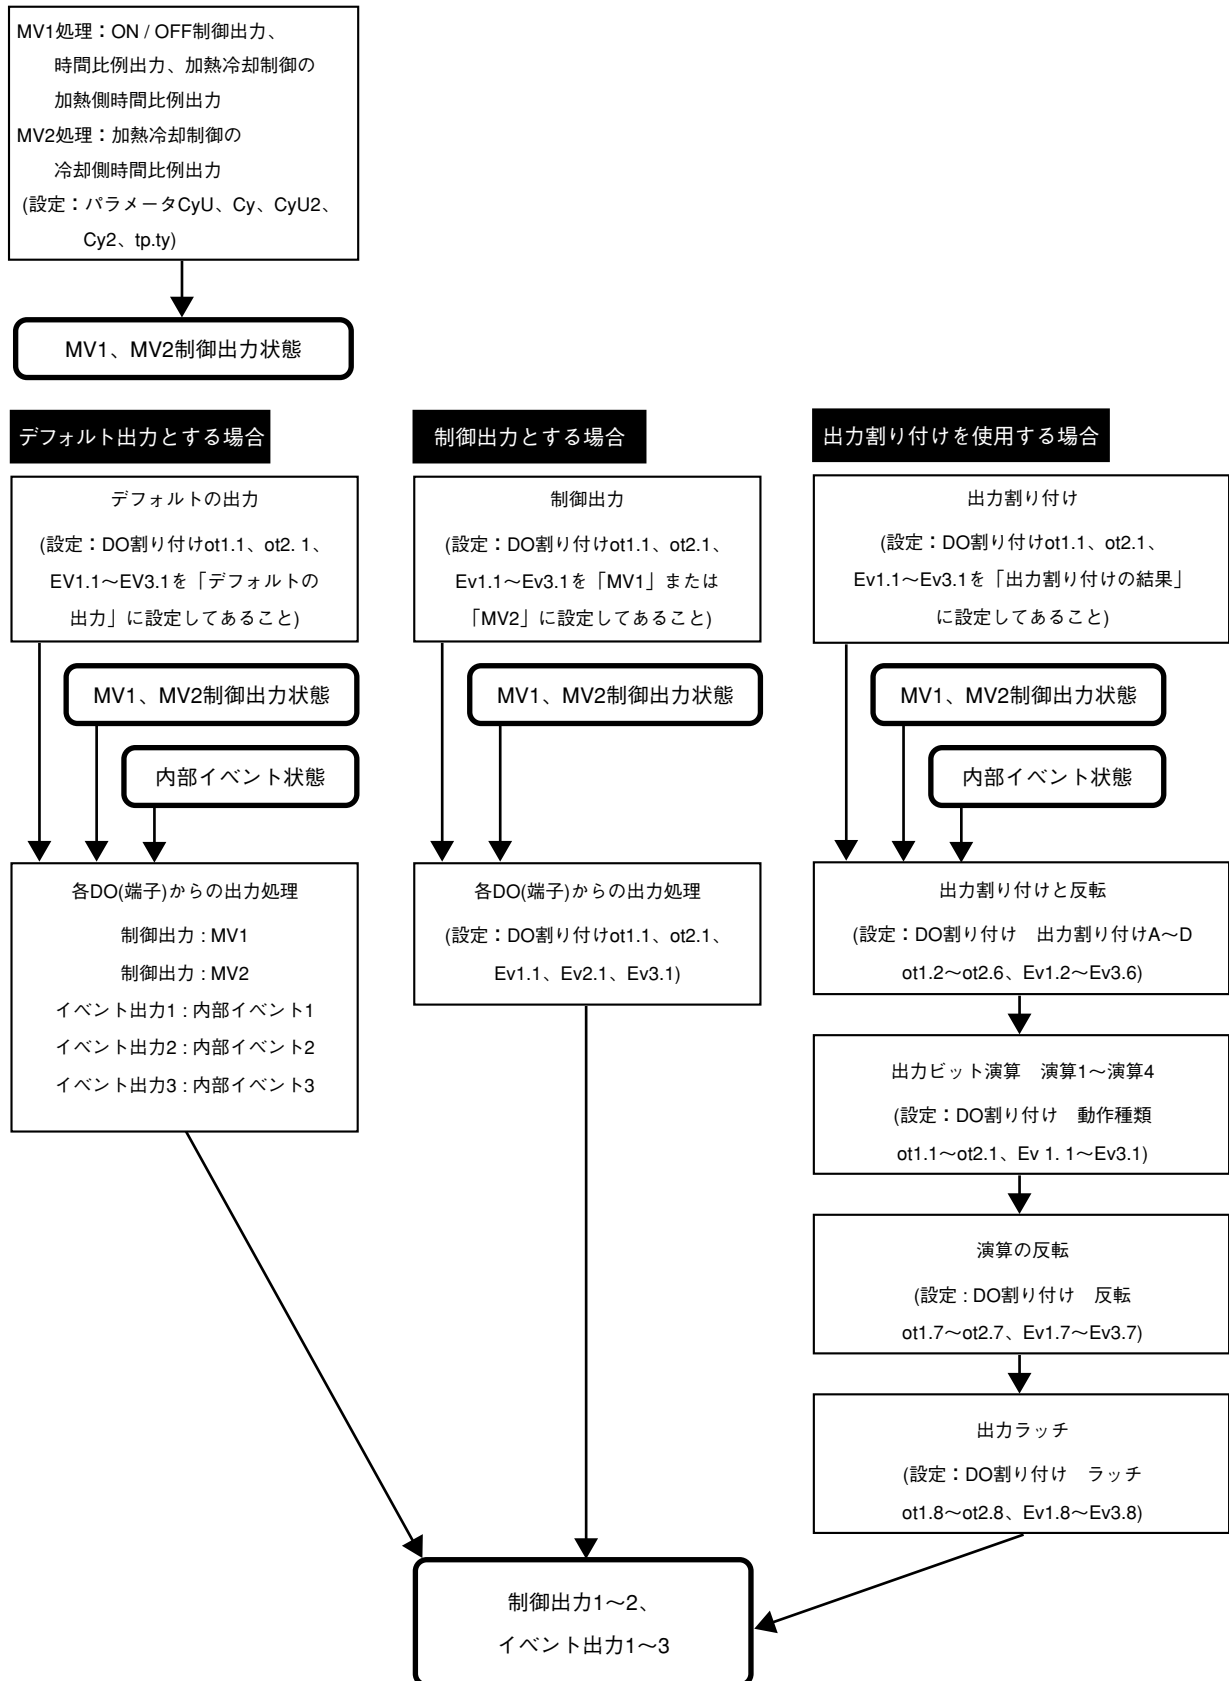 MV1処理：ON / OFF制御出力、
時間比例出力、加熱冷却制御の
加熱側時間比例出力
MV2処理：加熱冷却制御の
冷却側時間比例出力
(設定：パラメータCyU、Cy、CyU2、
Cy2、tp.ty)
MV1、MV2制御出力状態
デフォルト出力とする場合
デフォルトの出力
(設定：DO割り付けot1.1、ot2. 1、
EV1.1～EV3.1を「デフォルトの
出力」に設定してあること)
MV1、MV2制御出力状態
内部イベント状態
各DO(端子)からの出力処理
制御出力 : MV1
制御出力 : MV2
イベント出力1 : 内部イベント1
イベント出力2 : 内部イベント2
イベント出力3 : 内部イベント3
制御出力とする場合
制御出力
(設定：DO割り付けot1.1、ot2.1、
Ev1.1～Ev3.1を「MV1」または
「MV2」に設定してあること)
MV1、MV2制御出力状態
各DO(端子)からの出力処理
(設定：DO割り付けot1.1、ot2.1、
Ev1.1、Ev2.1、Ev3.1)
出力割り付けを使用する場合
出力割り付け
(設定：DO割り付けot1.1、ot2.1、
Ev1.1～Ev3.1を「出力割り付けの結果」
に設定してあること)
MV1、MV2制御出力状態
内部イベント状態
出力割り付けと反転
(設定：DO割り付け　出力割り付けA～D
ot1.2～ot2.6、Ev1.2～Ev3.6)
出力ビット演算　演算1～演算4
(設定：DO割り付け　動作種類
ot1.1～ot2.1、Ev 1. 1～Ev3.1)
演算の反転
(設定 : DO割り付け　反転
ot1.7～ot2.7、Ev1.7～Ev3.7)
出力ラッチ
(設定：DO割り付け　ラッチ
ot1.8～ot2.8、Ev1.8～Ev3.8)
制御出力1～2、
イベント出力1～3